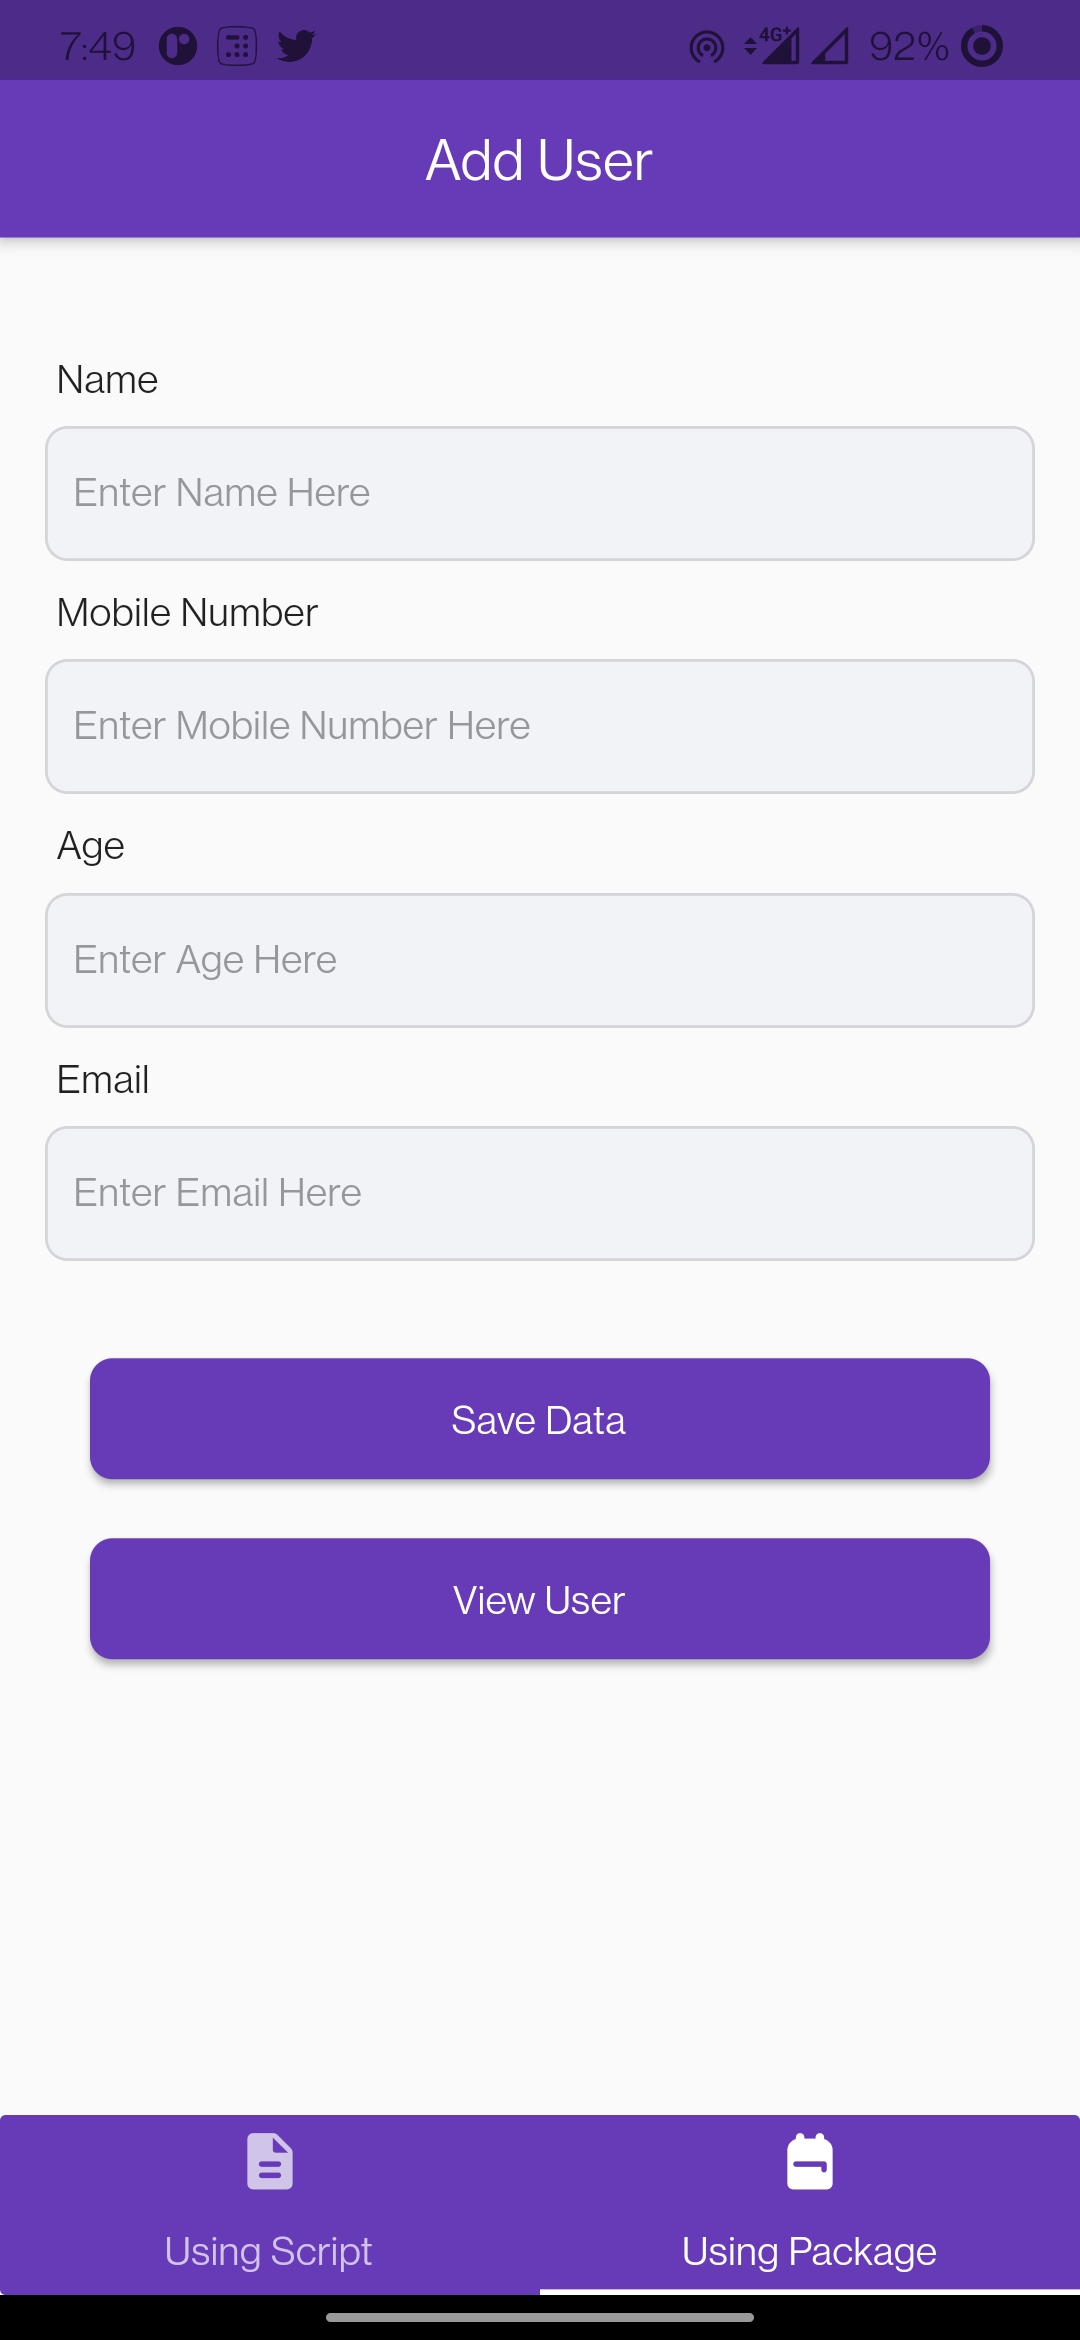 7:49 4G+ 92%
Add User
Name
Enter Name Here
Mobile Number
Enter Mobile Number Here
Age
Enter Age Here
Email
Enter Email Here
Save Data
View User
Using Script Using Package